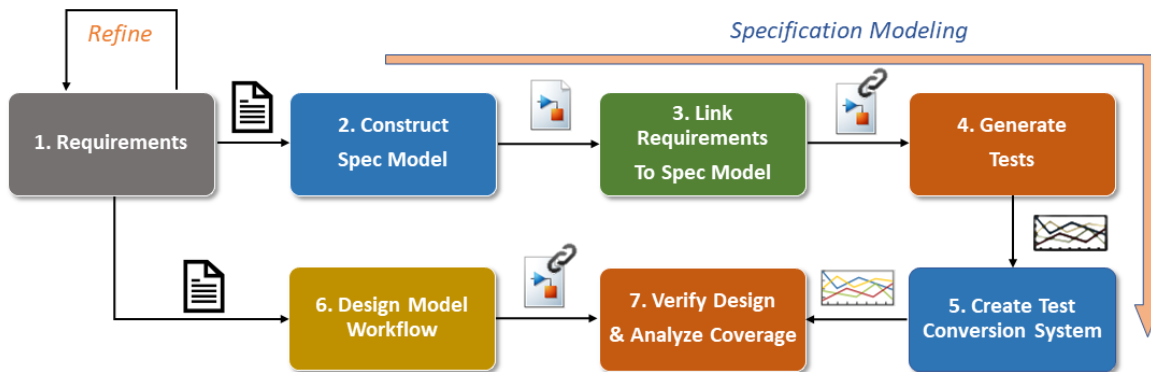 Refine
Specification Modeling
1. Requirements
2. Construct
Spec Model
3. Link
Requirements
To Spec Model
4. Generate
Tests
6. Design Model
Workflow
7. Verify Design
& Analyze Coverage
5. Create Test
Conversion System